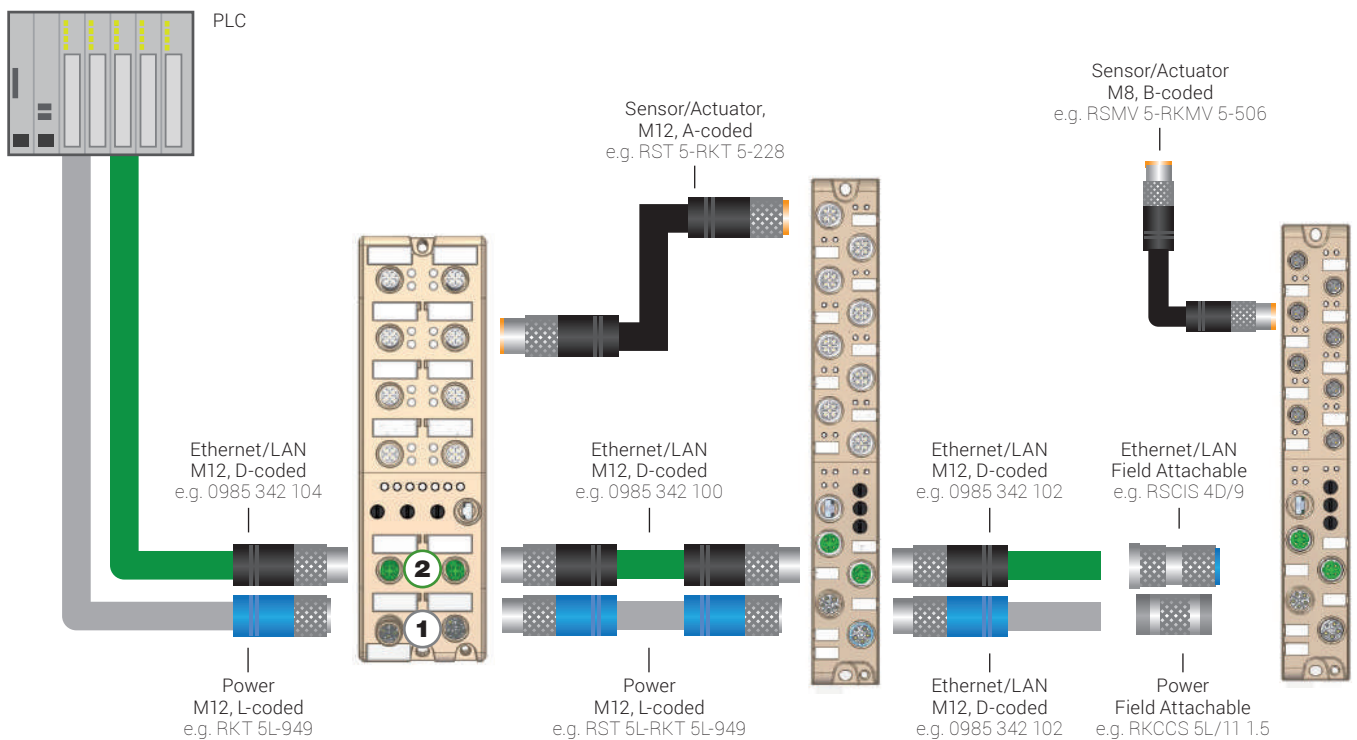 PLC
Sensor/Actuator
M8, B-coded
e.g. RSMV 5-RKMV 5-506
Sensor/Actuator,
M12, A-coded
e.g. RST 5-RKT 5-228
Ethernet/LAN
M12, D-coded
e.g. 0985 342 104
Ethernet/LAN
M12, D-coded
e.g. 0985 342 100
Ethernet/LAN
M12, D-coded
e.g. 0985 342 102
Ethernet/LAN
Field Attachable
e.g. RSCIS 4D/9
2
1
Power
M12, L-coded
e.g. RKT 5L-949
Power
M12, L-coded
e.g. RST 5L-RKT 5L-949
Ethernet/LAN
M12, D-coded
e.g. 0985 342 102
Power
Field Attachable
e.g. RKCCS 5L/11 1.5